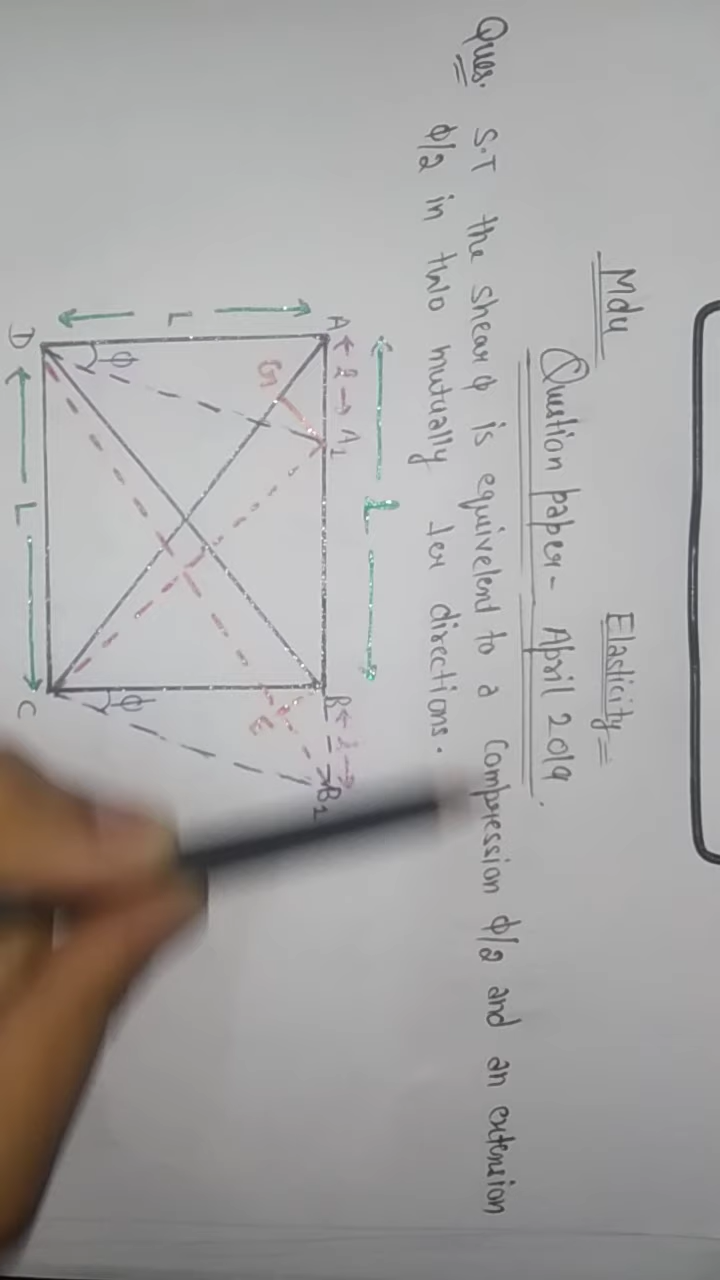 Elasticity
Mdu Question paper - April 2019.
Ques. S.T the shear ϕ is equivelent to a Compression ϕ/2 and an extension
ϕ/2 in two mutually ⊥er directions.
L
A ← l → A1 B ← l → B1
G E
L
ϕ ϕ
D L C